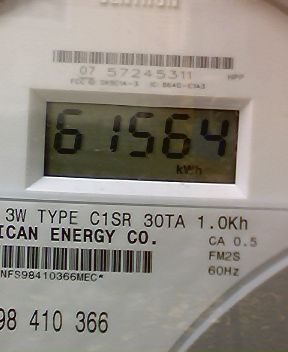 07 57245311 HPP
61564
kWh
3W TYPE C1SR 30TA 1.0Kh
ICAN ENERGY CO.
CA 0.5
FM2S
60Hz
NFS98410366MEC*
98 410 366